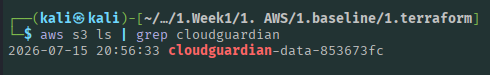 ┌──(kali㉿kali)-[~/…/1.Week1/1. AWS/1.baseline/1.terraform]
└─$ aws s3 ls | grep cloudguardian
2026-07-15 20:56:33 cloudguardian-data-853673fc